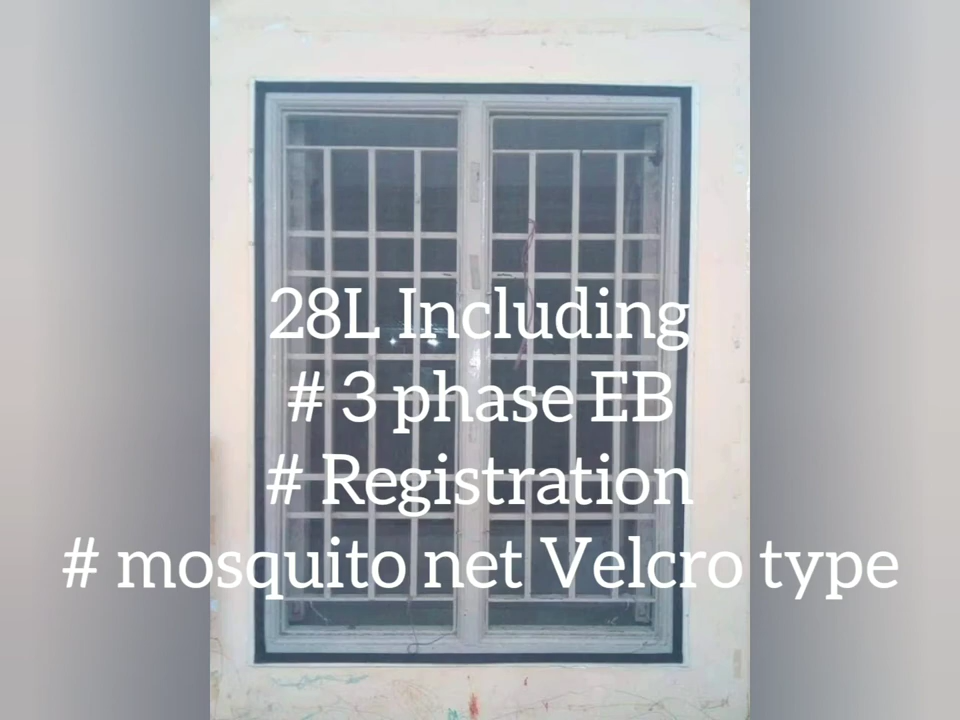 28L Including
# 3 phase EB
# Registration
# mosquito net Velcro type